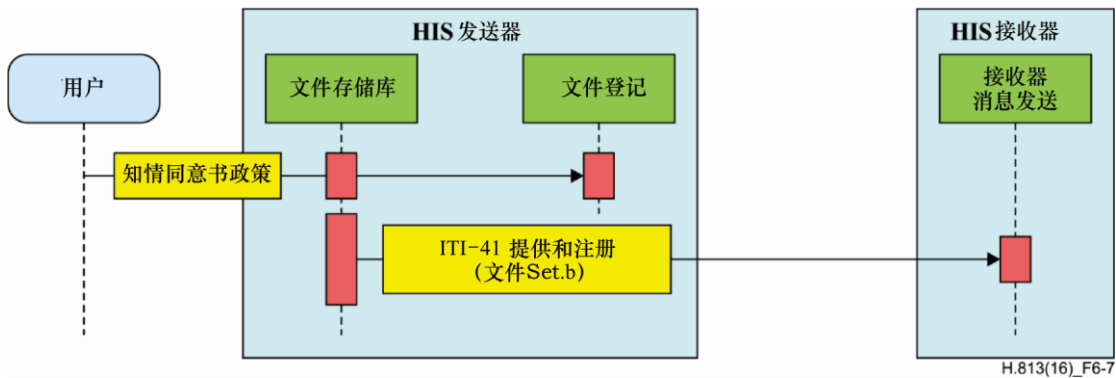 HIS 发送器
HIS 接收器
用户
文件存储库
文件登记
接收器
消息发送
知情同意书政策
ITI-41 提供和注册
(文件Set.b)
H.813(16)_F6-7